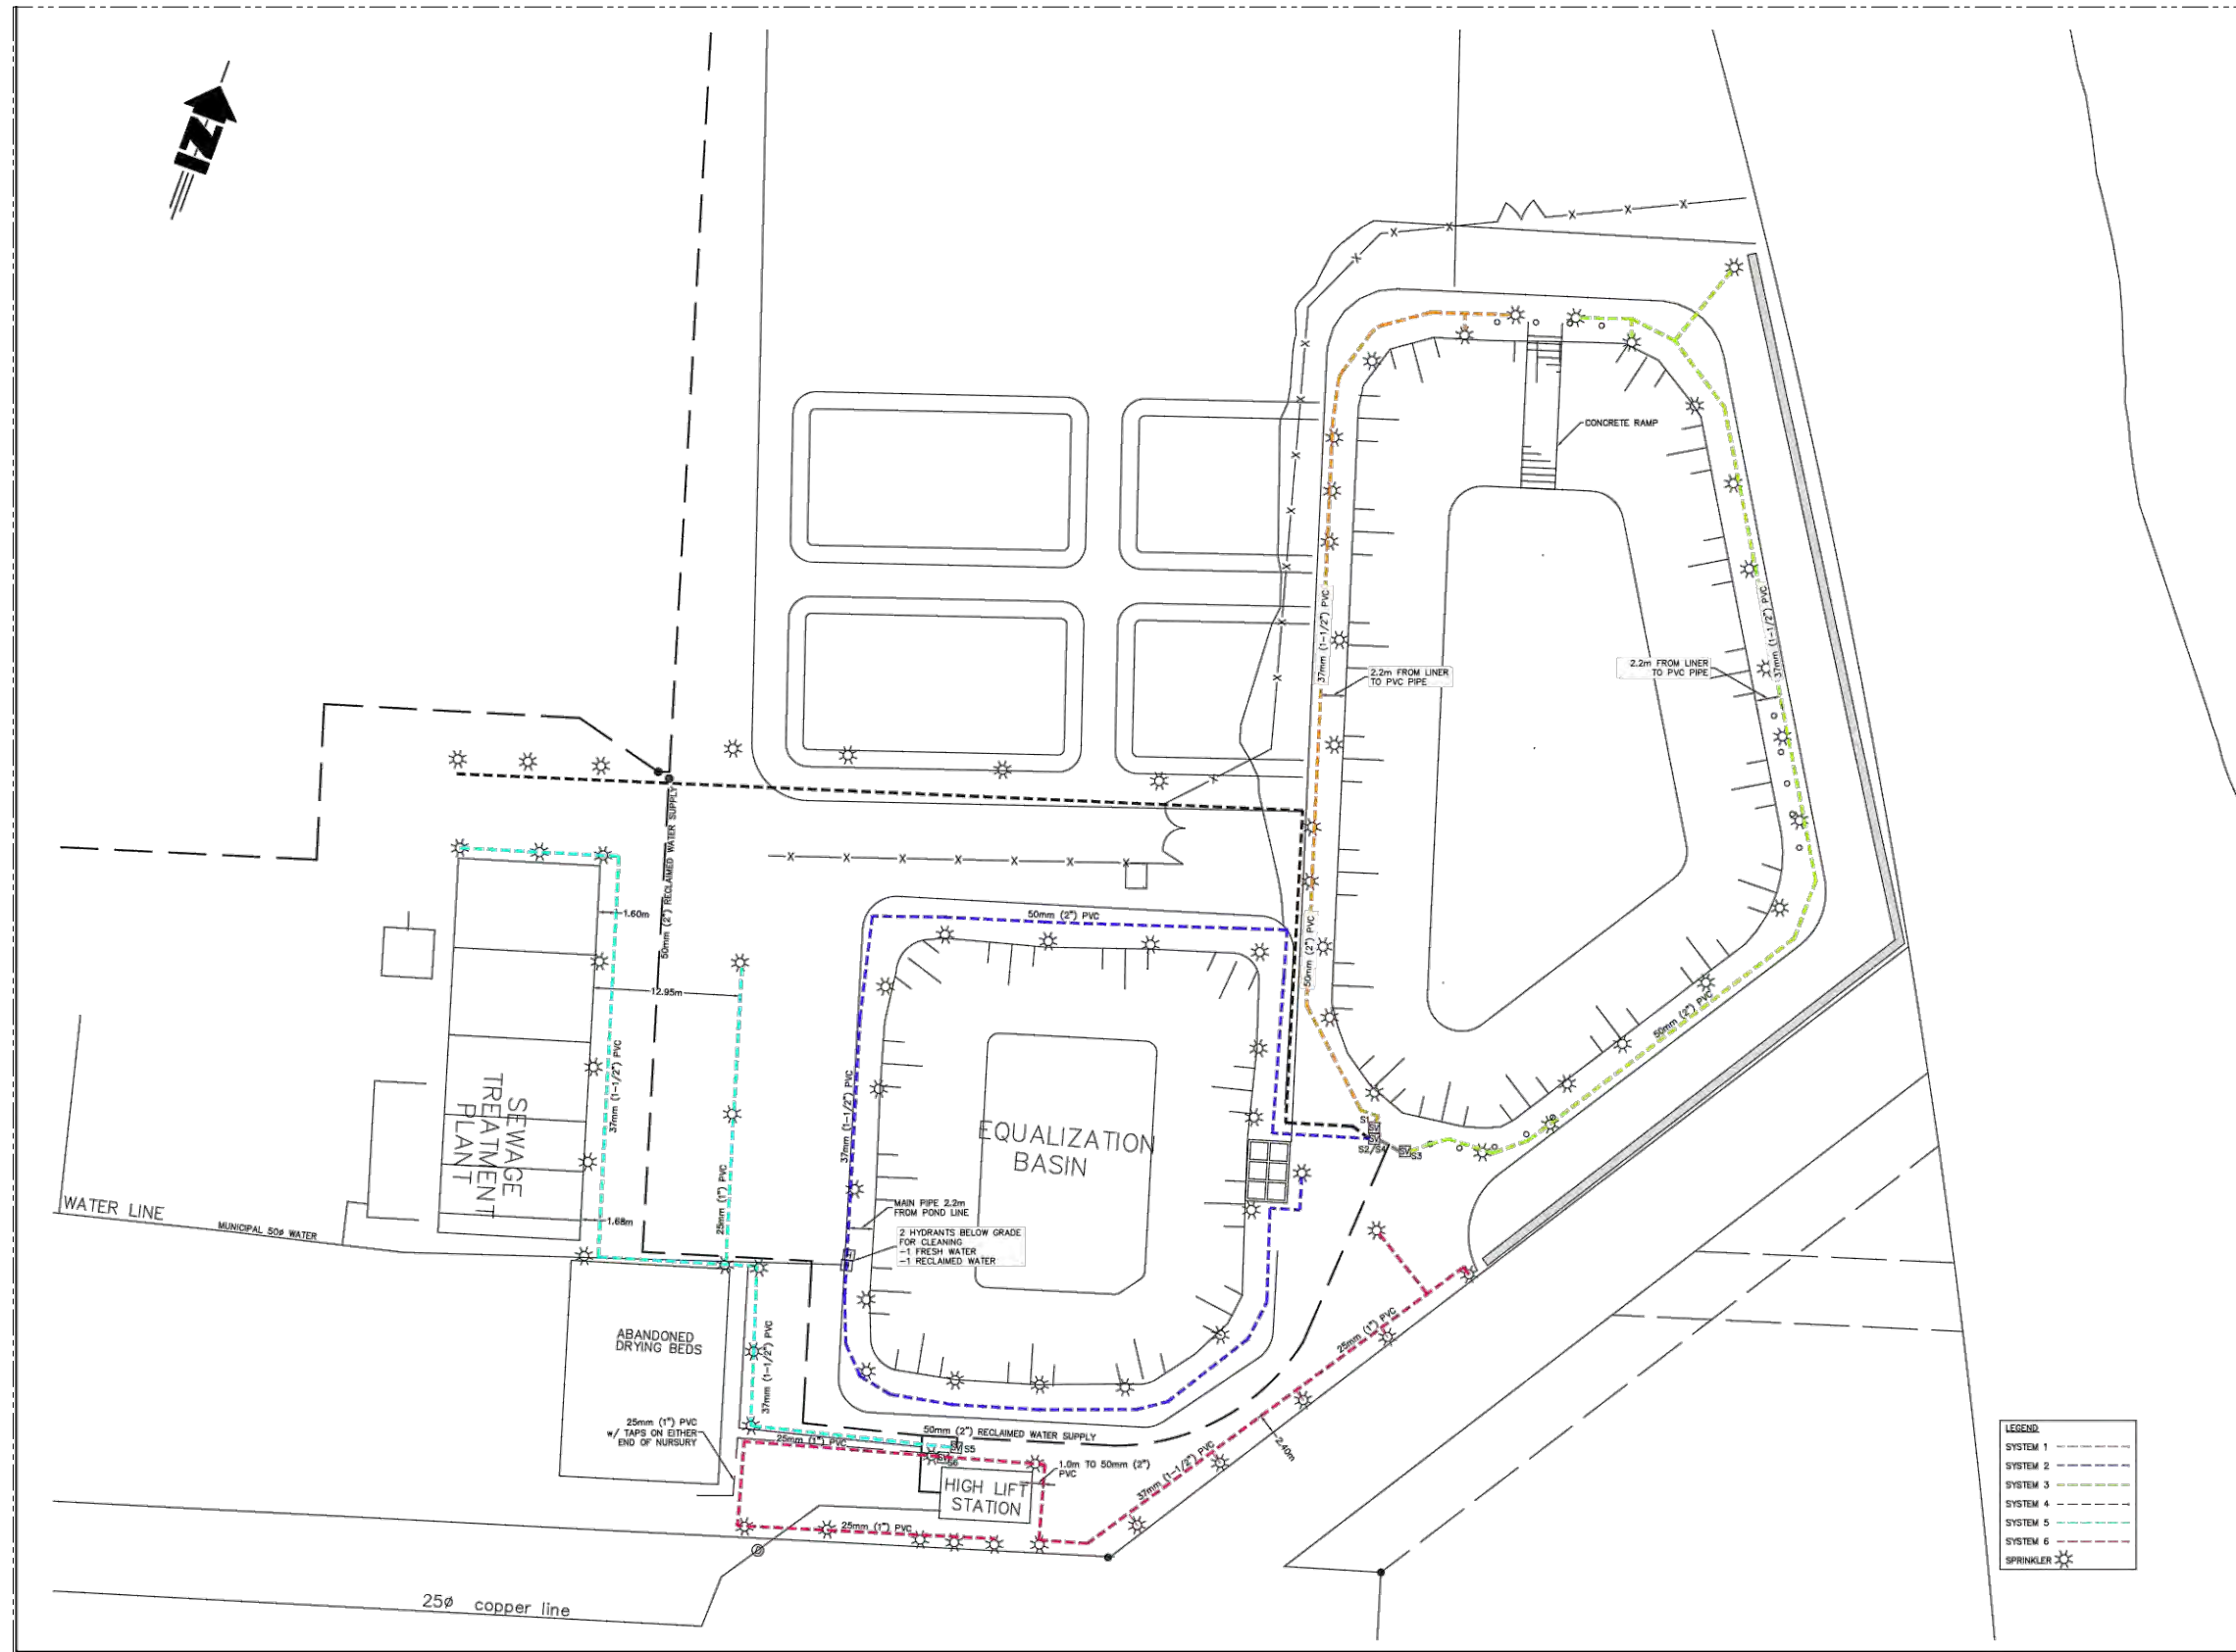 N
CONCRETE RAMP
37mm (1-1/2") PVC
2.2m FROM LINER
TO PVC PIPE
2.2m FROM LINER
TO PVC PIPE
37mm (1-1/2") PVC
50mm (2") RECLAIMED WATER SUPPLY
1.60m
12.95m
50mm (2") PVC
50mm (2") PVC
50mm (2") PVC
37mm (1-1/2") PVC
37mm (1-1/2") PVC
25mm (1") PVC
SEWAGE
TREATMENT
PLANT
EQUALIZATION
BASIN
S1
S2/S4
SV
S3
WATER LINE
MUNICIPAL 50ø WATER
1.68m
MAIN PIPE 2.2m
FROM POND LINE
2 HYDRANTS BELOW GRADE
FOR CLEANING
-1 FRESH WATER
-1 RECLAIMED WATER
ABANDONED
DRYING BEDS
37mm (1-1/2") PVC
25mm (1") PVC
25mm (1") PVC
w/ TAPS ON EITHER
END OF NURSURY
50mm (2") RECLAIMED WATER SUPPLY
25mm (1") PVC
SV S5
S6
1.0m TO 50mm (2")
PVC
HIGH LIFT
STATION
37mm (1-1/2") PVC
2.40m
25mm (1") PVC
25ø copper line
LEGEND
SYSTEM 1
SYSTEM 2
SYSTEM 3
SYSTEM 4
SYSTEM 5
SYSTEM 6
SPRINKLER